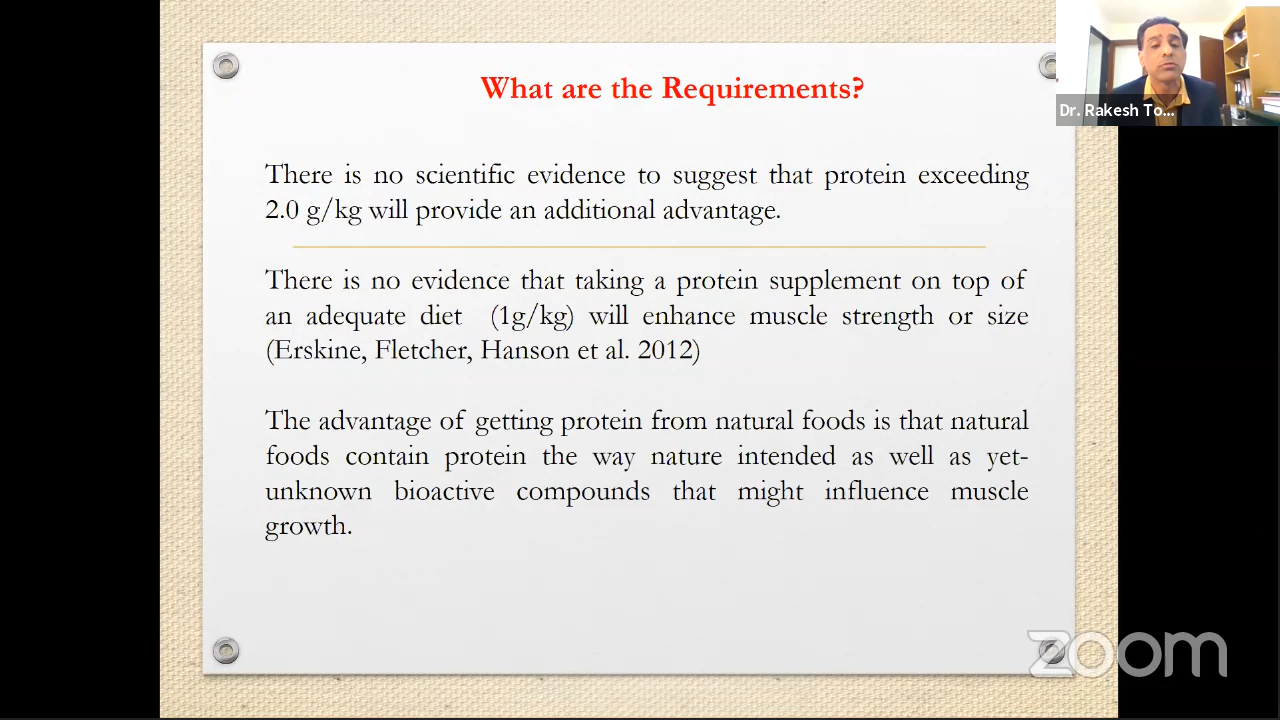 What are the Requirements?
Dr. Rakesh To...
There is no scientific evidence to suggest that protein exceeding
2.0 g/kg will provide an additional advantage.
There is no evidence that taking a protein supplement on top of
an adequate diet (1g/kg) will enhance muscle strength or size
(Erskine, Fletcher, Hanson et al. 2012)
The advantage of getting protein from natural foods is that natural
foods contain protein the way nature intended as well as yet-
unknown bioactive compounds that might influence muscle
growth.
zoom